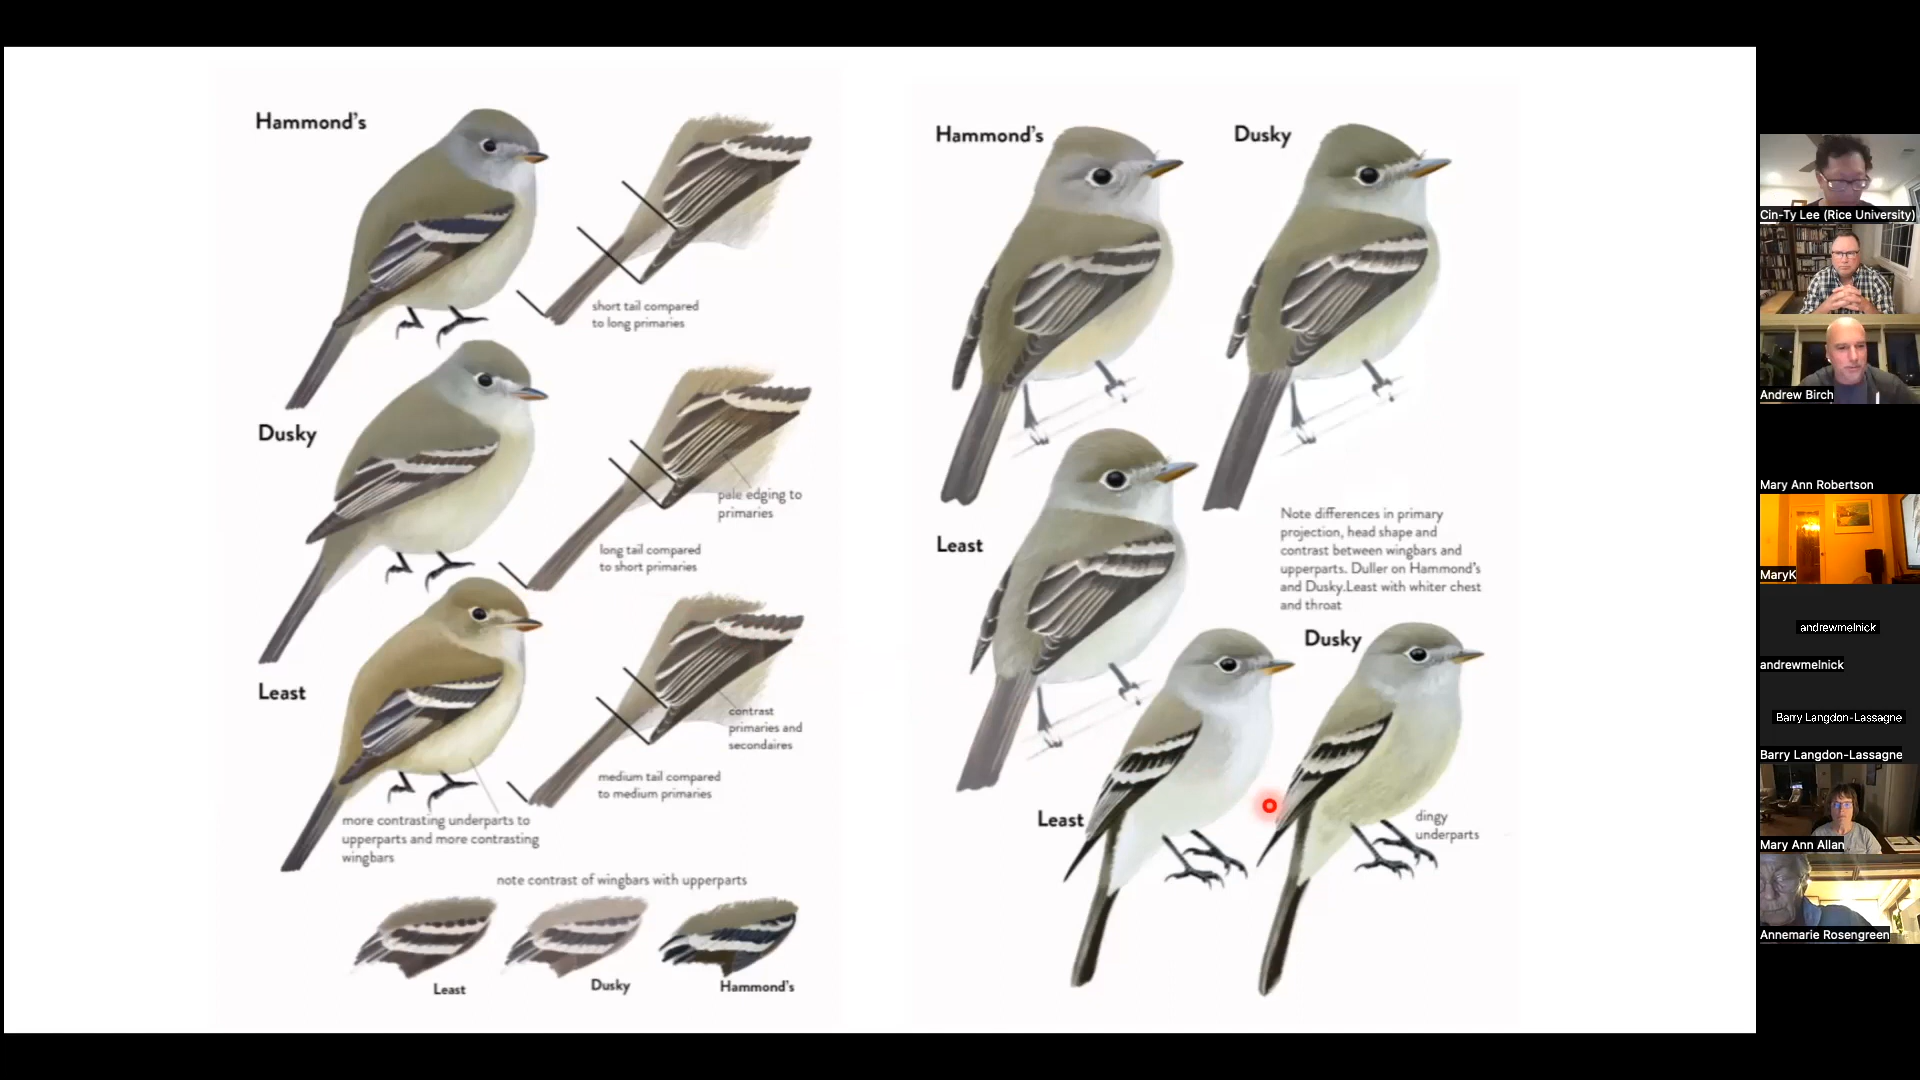 Hammond's
short tail compared
to long primaries
Dusky
pale edging to
primaries
long tail compared
to short primaries
Least
contrast
primaries and
secondaires
medium tail compared
to medium primaries
more contrasting underparts to
upperparts and more contrasting
wingbars
note contrast of wingbars with upperparts
Least
Dusky
Hammond's
Hammond's
Dusky
Least
Note differences in primary
projection, head shape and
contrast between wingbars and
upperparts. Duller on Hammond's
and Dusky.Least with whiter chest
and throat
Dusky
Least
dingy
underparts
Cin-Ty Lee (Rice University)
Andrew Birch
Mary Ann Robertson
MaryK
andrewmelnick
andrewmelnick
Barry Langdon-Lassagne
Barry Langdon-Lassagne
Mary Ann Allan
Annemarie Rosengreen